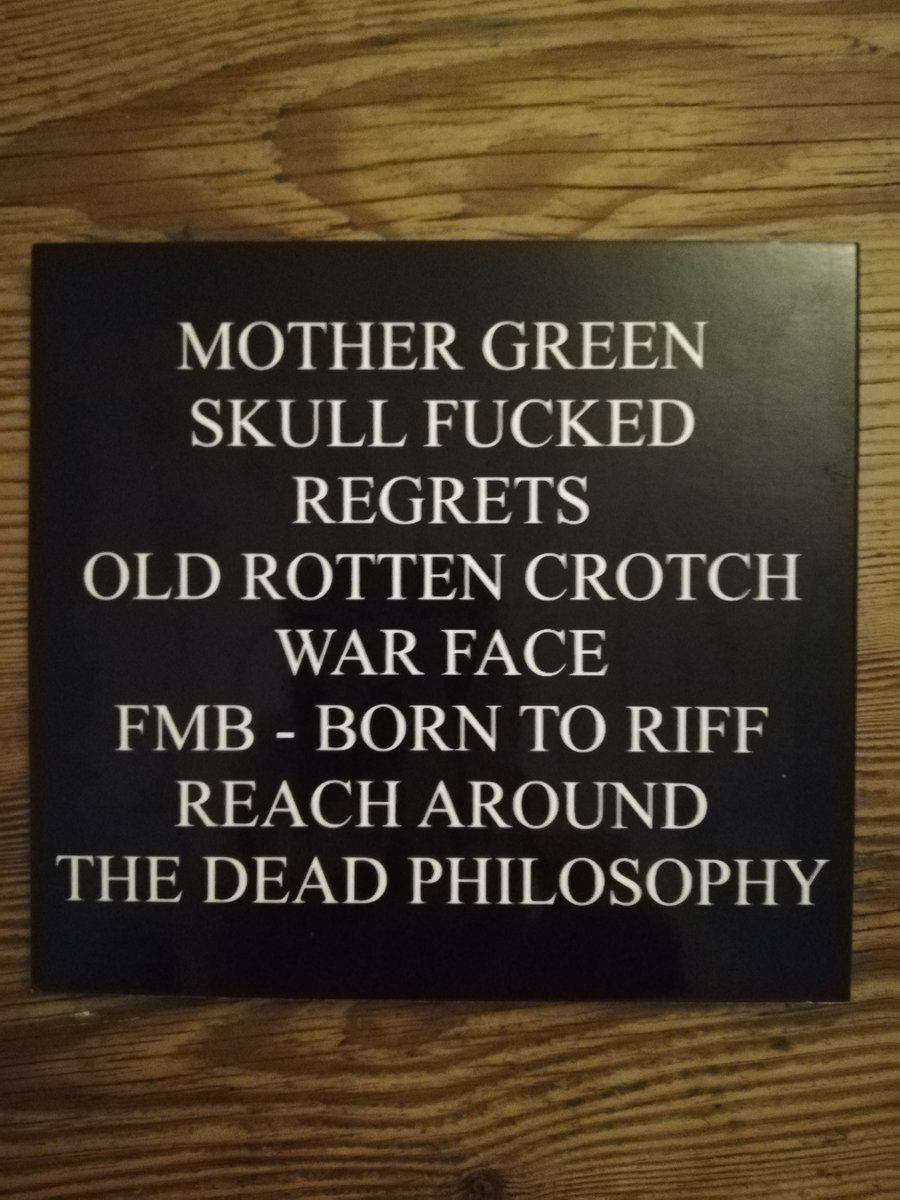 MOTHER GREEN
SKULL FUCKED
REGRETS
OLD ROTTEN CROTCH
WAR FACE
FMB - BORN TO RIFF
REACH AROUND
THE DEAD PHILOSOPHY